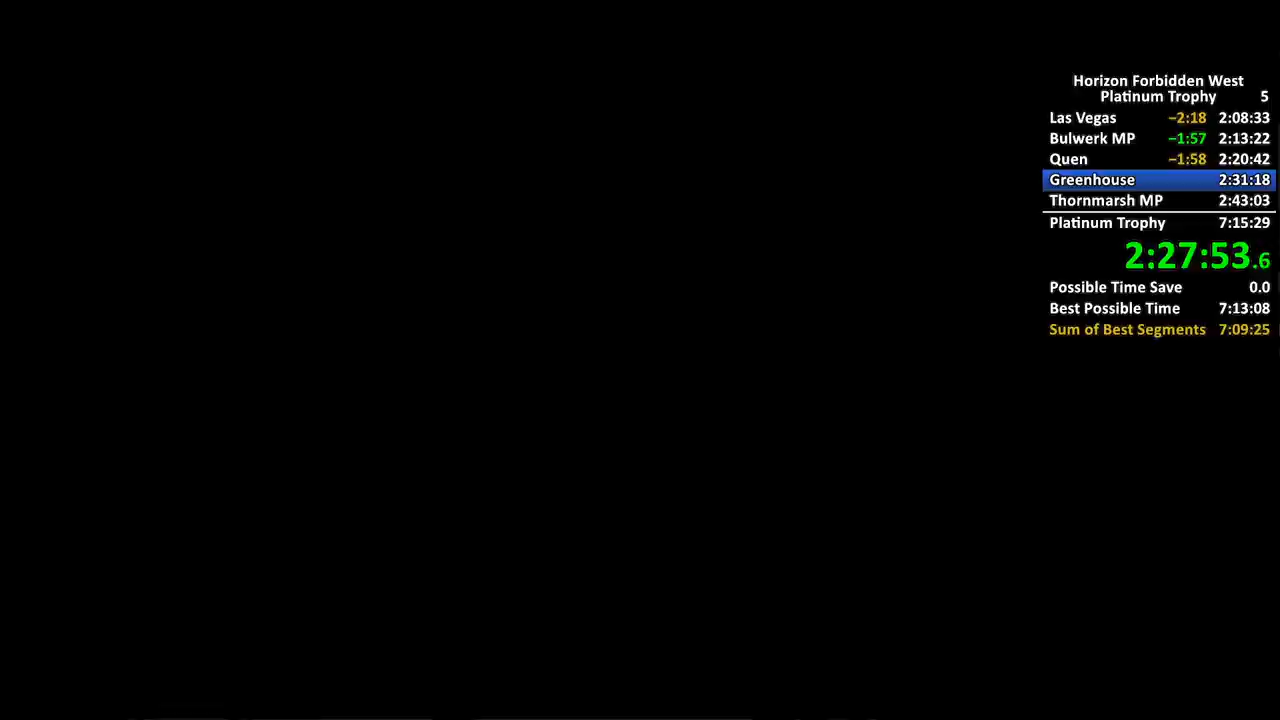 Horizon Forbidden West
Platinum Trophy 5
Las Vegas −2:18 2:08:33
Bulwerk MP −1:57 2:13:22
Quen −1:58 2:20:42
Greenhouse 2:31:18
Thornmarsh MP 2:43:03
Platinum Trophy 7:15:29
2:27:53.6
Possible Time Save 0.0
Best Possible Time 7:13:08
Sum of Best Segments 7:09:25